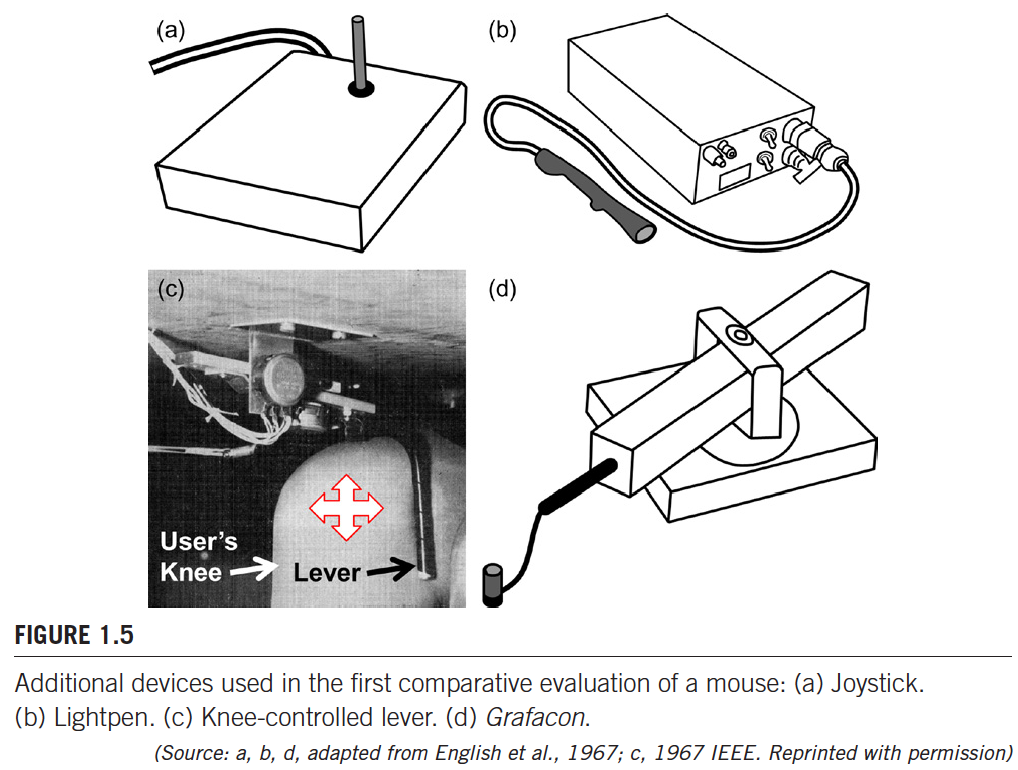 (a)
(b)
(c)
(d)
User's
Knee
Lever
FIGURE 1.5
Additional devices used in the first comparative evaluation of a mouse: (a) Joystick.
(b) Lightpen. (c) Knee-controlled lever. (d) Grafacon.
(Source: a, b, d, adapted from English et al., 1967; c, 1967 IEEE. Reprinted with permission)